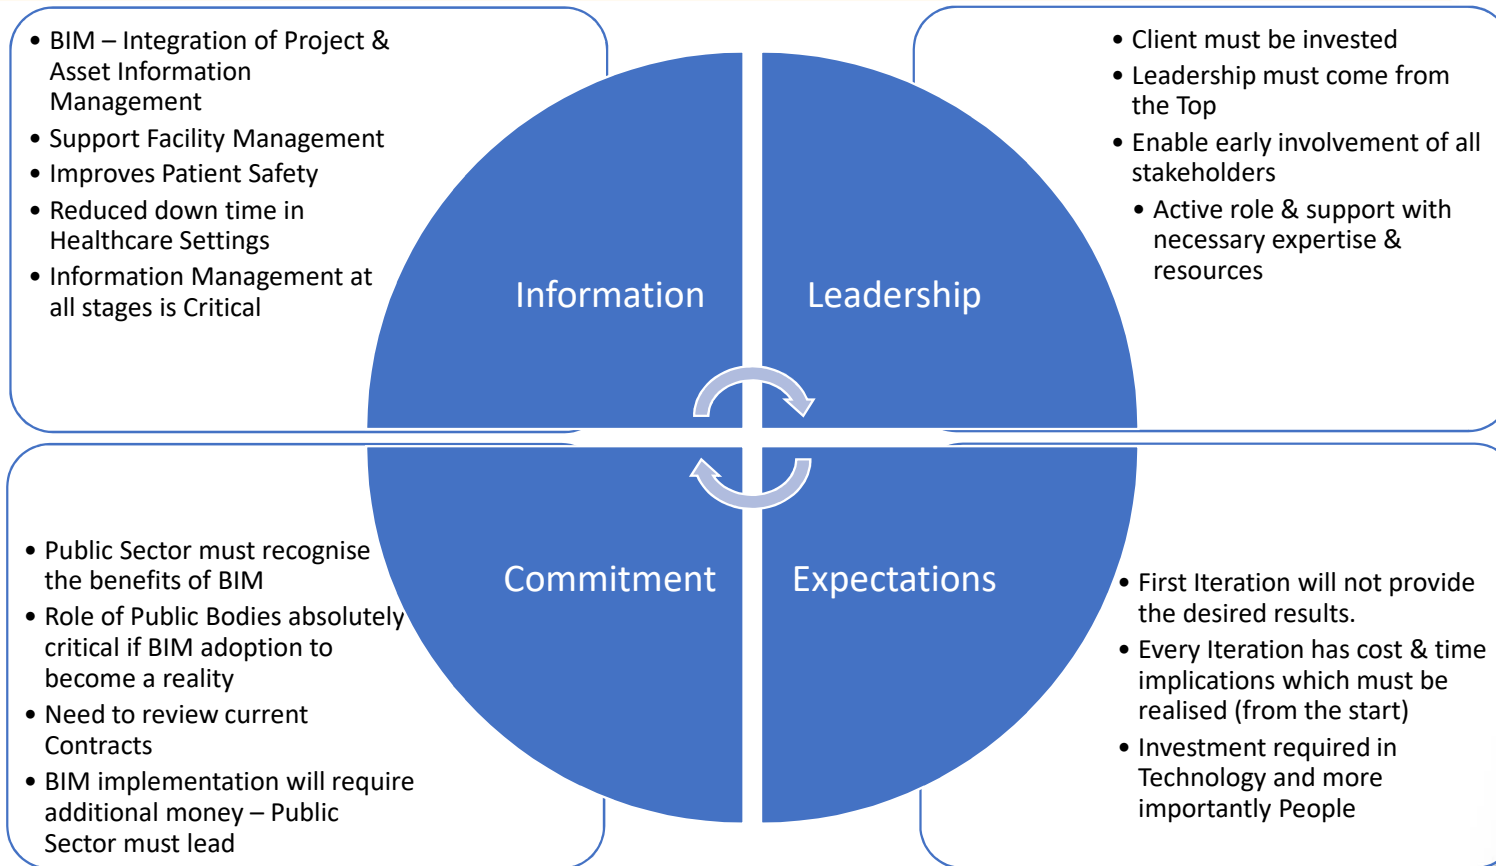 • BIM – Integration of Project &
Asset Information
Management
• Support Facility Management
• Improves Patient Safety
• Reduced down time in
Healthcare Settings
• Information Management at
all stages is Critical
• Client must be invested
• Leadership must come from
the Top
• Enable early involvement of all
stakeholders
• Active role & support with
necessary expertise &
resources
Information
Leadership
Commitment
Expectations
• Public Sector must recognise
the benefits of BIM
• Role of Public Bodies absolutely
critical if BIM adoption to
become a reality
• Need to review current
Contracts
• BIM implementation will require
additional money – Public
Sector must lead
• First Iteration will not provide
the desired results.
• Every Iteration has cost & time
implications which must be
realised (from the start)
• Investment required in
Technology and more
importantly People